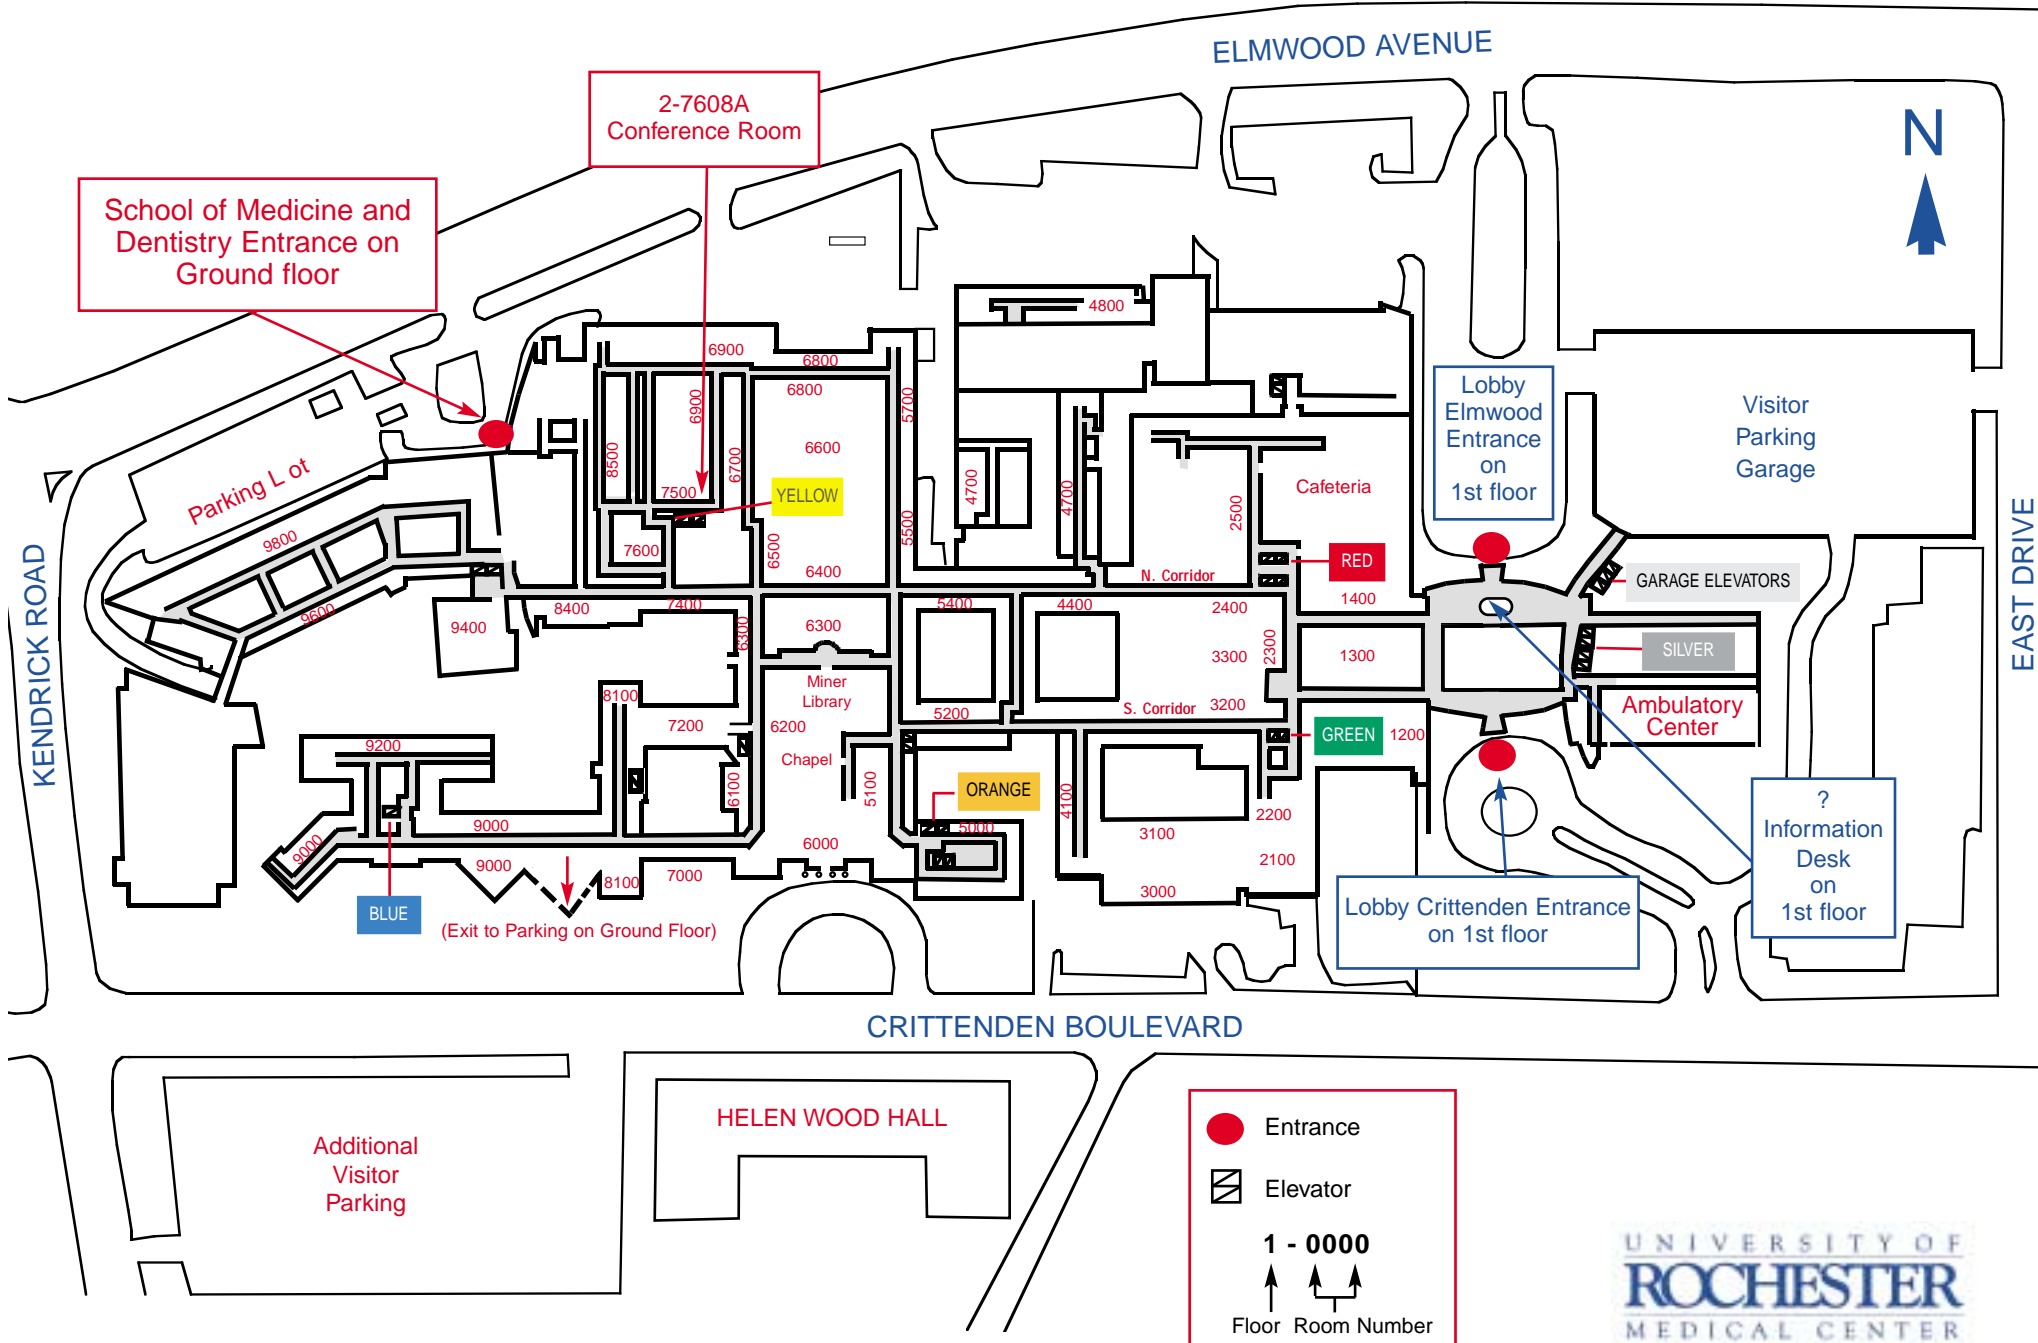 ELMWOOD AVENUE
2-7608A
Conference Room
N
School of Medicine and
Dentistry Entrance on
Ground floor
4800
6900
6800
6800
Lobby
Elmwood
Entrance
on
1st floor
Visitor
Parking
Garage
6900
5700
6600
8500
6700
Parking L ot
7500
YELLOW
4700
4700
2500
Cafeteria
EAST DRIVE
KENDRICK ROAD
9800
7600
6500
5500
6400
N. Corridor
RED
GARAGE ELEVATORS
9600
8400
7400
5400
4400
2400
1400
9400
6300
6300
3300
2300
1300
SILVER
Miner
Library
8100
7200
6200
5200
S. Corridor
3200
Ambulatory
Center
9200
Chapel
GREEN
1200
6100
5100
ORANGE
4100
?
Information
Desk
on
1st floor
9000
9000
9000
6000
5000
3100
2200
2100
8100
7000
3000
BLUE
(Exit to Parking on Ground Floor)
Lobby Crittenden Entrance
on 1st floor
CRITTENDEN BOULEVARD
HELEN WOOD HALL
Additional
Visitor
Parking
Entrance
Elevator
1 - 0000
Floor Room Number
UNIVERSITY OF
ROCHESTER
MEDICAL CENTER